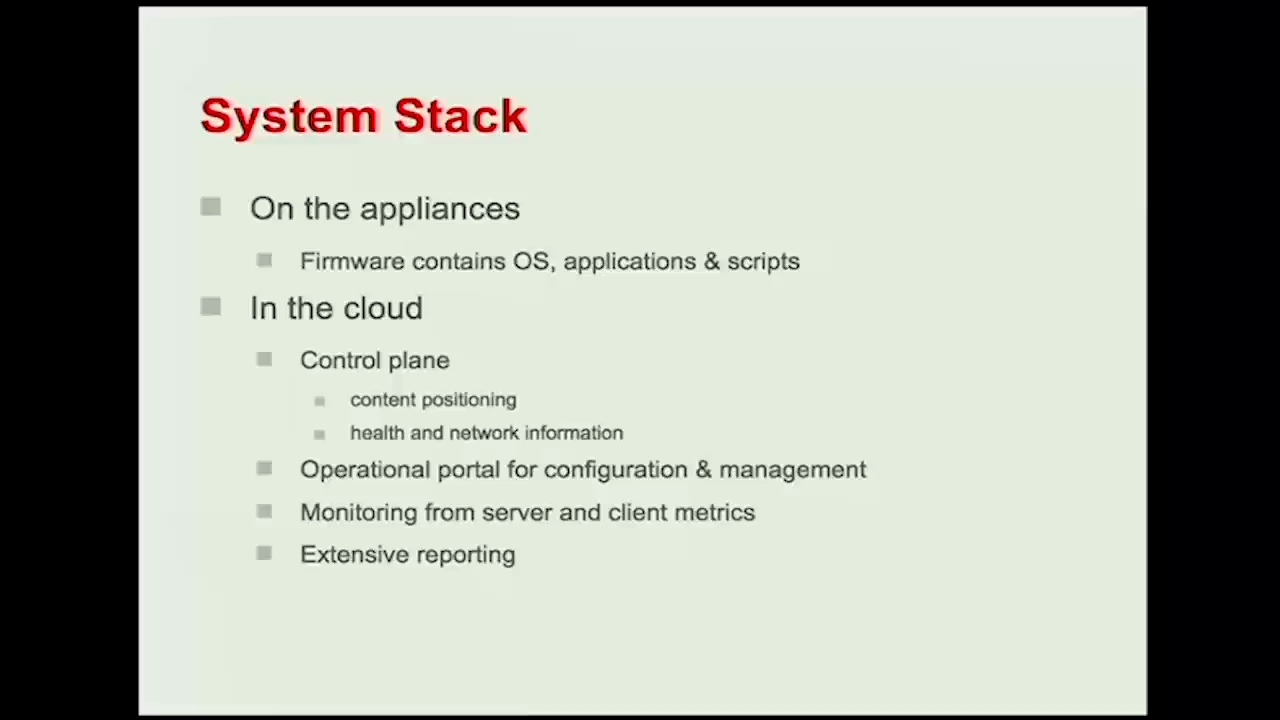 System Stack
On the appliances
Firmware contains OS, applications & scripts
In the cloud
Control plane
content positioning
health and network information
Operational portal for configuration & management
Monitoring from server and client metrics
Extensive reporting